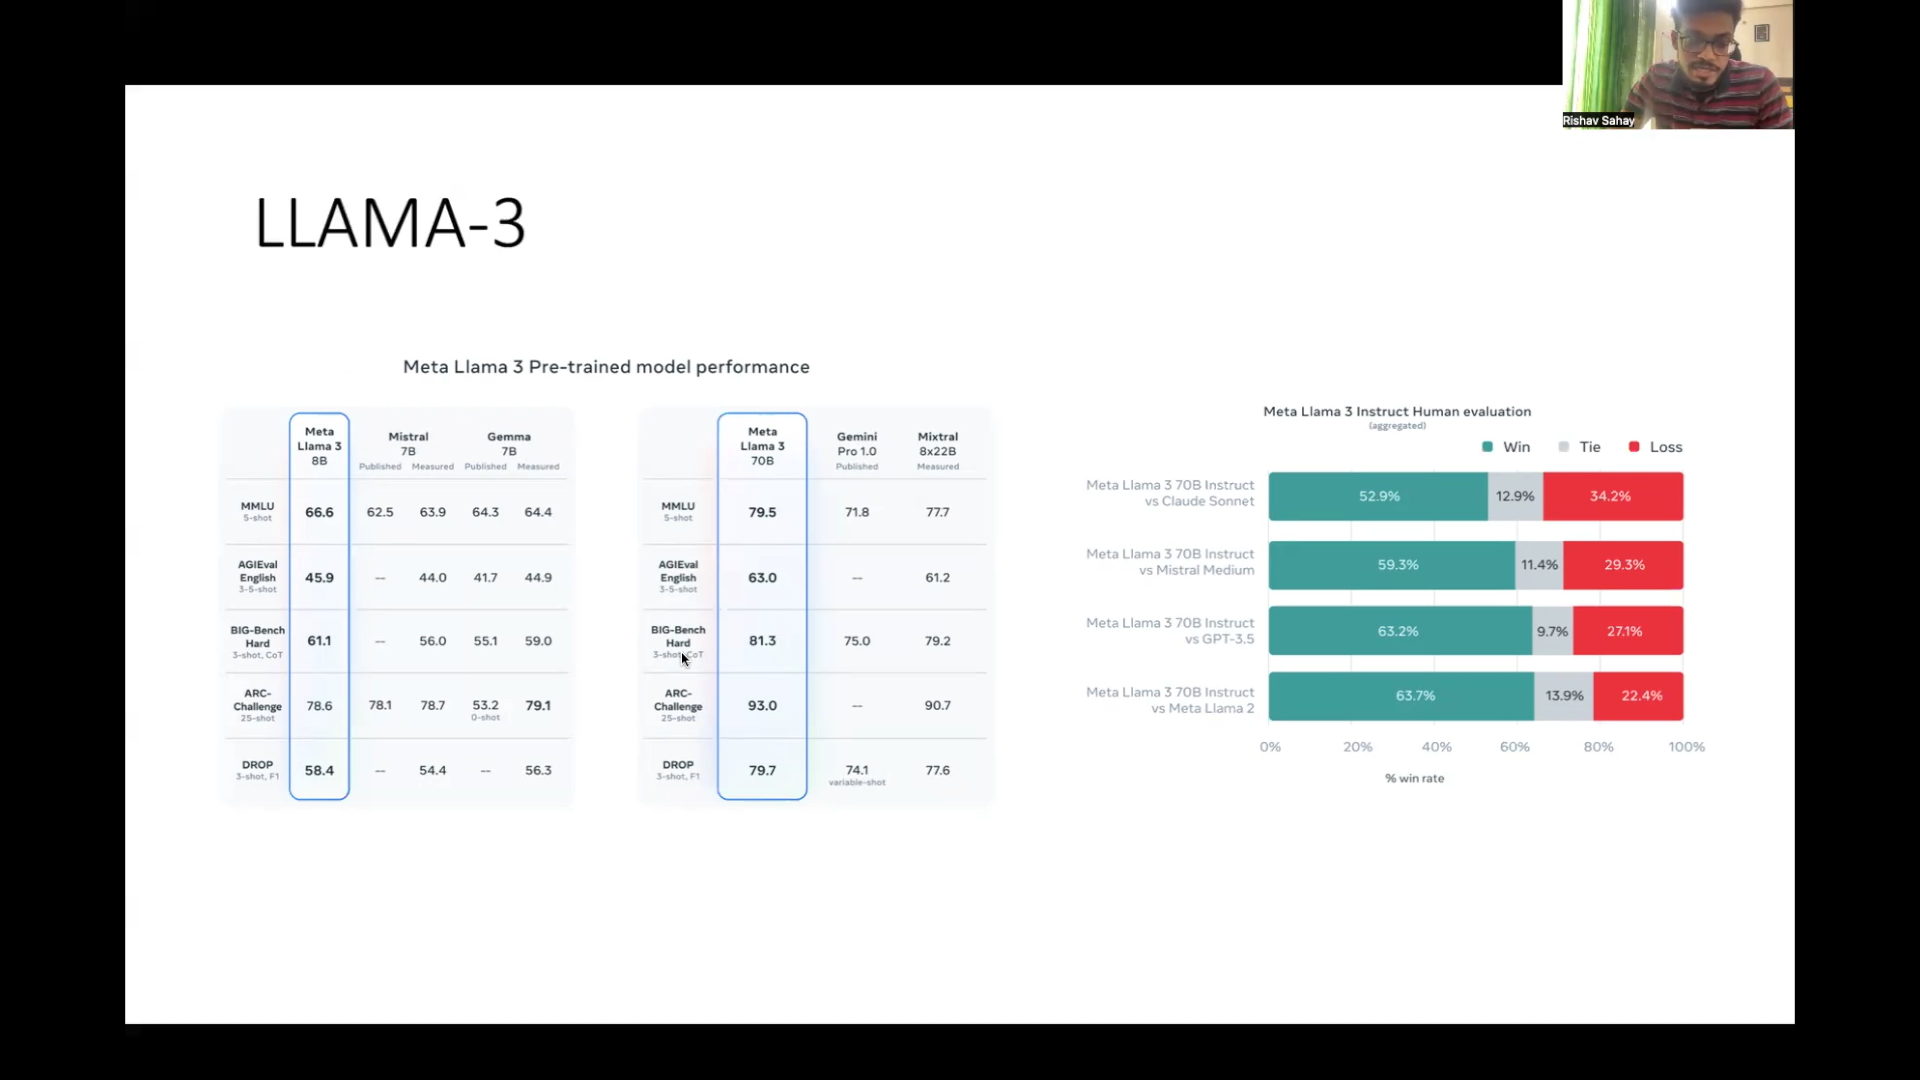 Rishav Sahay
LLAMA-3
Meta Llama 3 Pre-trained model performance
Meta Llama 3 8B
Mistral 7B
Gemma 7B
Published Measured Published Measured
MMLU 5-shot 66.6 62.5 63.9 64.3 64.4
AGIEval English 3-5-shot 45.9 -- 44.0 41.7 44.9
BIG-Bench Hard 3-shot, CoT 61.1 -- 56.0 55.1 59.0
ARC-Challenge 25-shot 78.6 78.1 78.7 53.2 0-shot 79.1
DROP 3-shot, F1 58.4 -- 54.4 -- 56.3
Meta Llama 3 70B
Gemini Pro 1.0 Published
Mixtral 8x22B Measured
MMLU 5-shot 79.5 71.8 77.7
AGIEval English 3-5-shot 63.0 -- 61.2
BIG-Bench Hard 3-shot, CoT 81.3 75.0 79.2
ARC-Challenge 25-shot 93.0 -- 90.7
DROP 3-shot, F1 79.7 74.1 variable-shot 77.6
Meta Llama 3 Instruct Human evaluation
(aggregated)
Win Tie Loss
Meta Llama 3 70B Instruct
vs Claude Sonnet
52.9% 12.9% 34.2%
Meta Llama 3 70B Instruct
vs Mistral Medium
59.3% 11.4% 29.3%
Meta Llama 3 70B Instruct
vs GPT-3.5
63.2% 9.7% 27.1%
Meta Llama 3 70B Instruct
vs Meta Llama 2
63.7% 13.9% 22.4%
0% 20% 40% 60% 80% 100%
% win rate